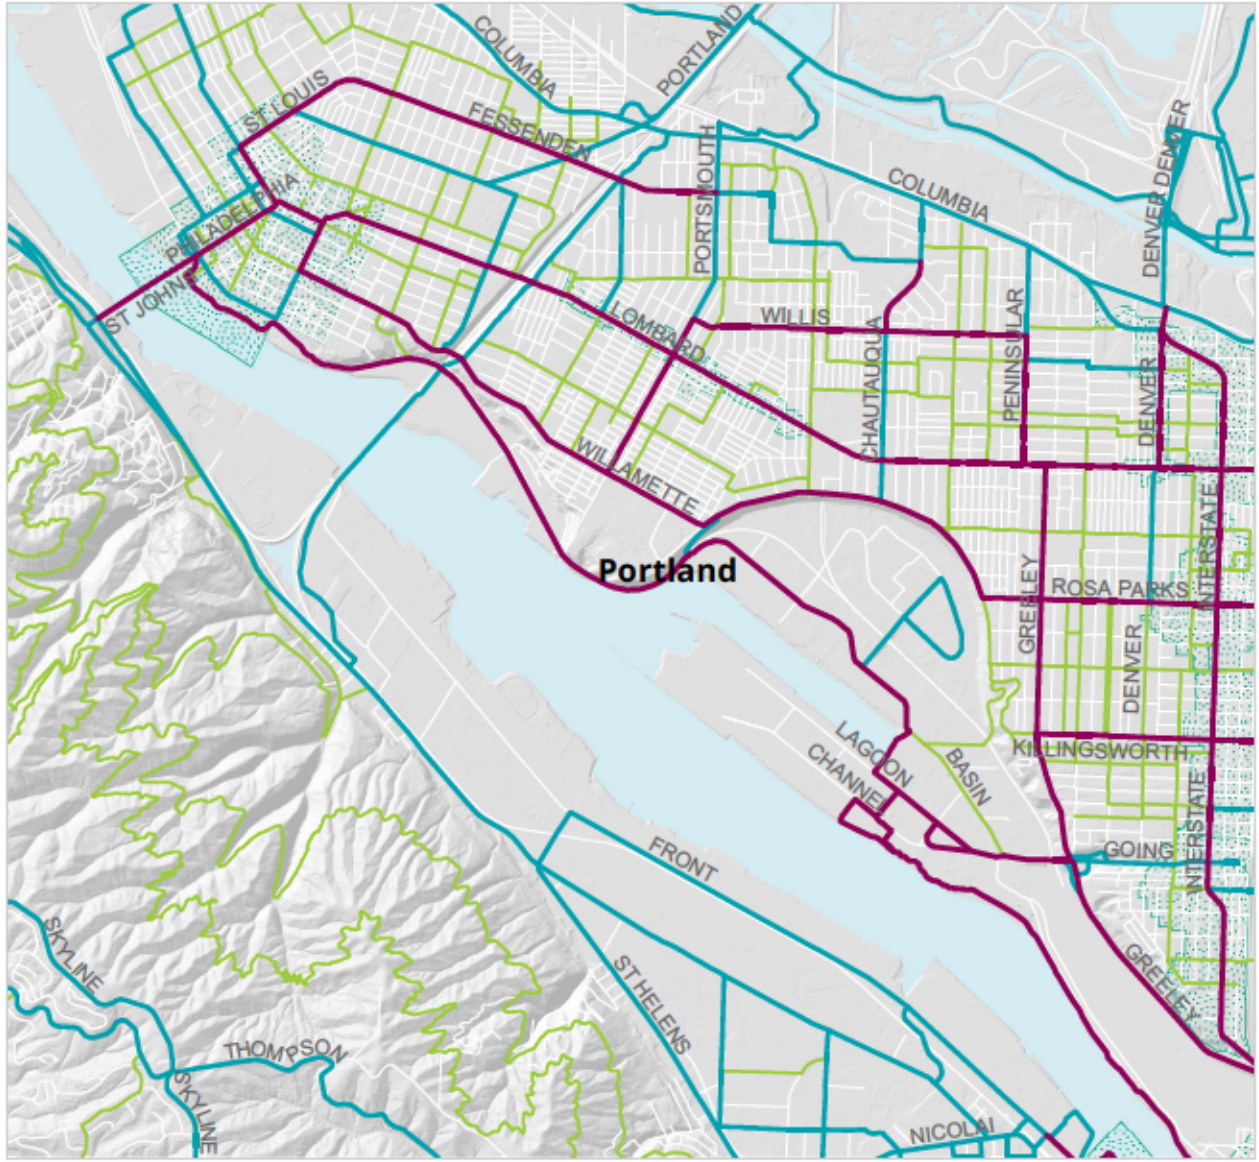 COLUMBIA
PORTLAND
ST LOUIS
FESSENDEN
DENVER
DENVER
PORTSMOUTH
COLUMBIA
PHILADELPHIA
DENVER
ST JOHNS
LOMBARD
WILLIS
PENINSULAR
CHAUTAUQUA
DENVER
WILLAMETTE
INTERSTATE
Portland
GREELEY
ROSA PARKS
DENVER
LAGOON
CHANNEL
BASIN
KILLINGSWORTH
INTERSTATE
FRONT
GOING
SKYLINE
ST HELENS
GREELEY
THOMPSON
SKYLINE
NICOLAI